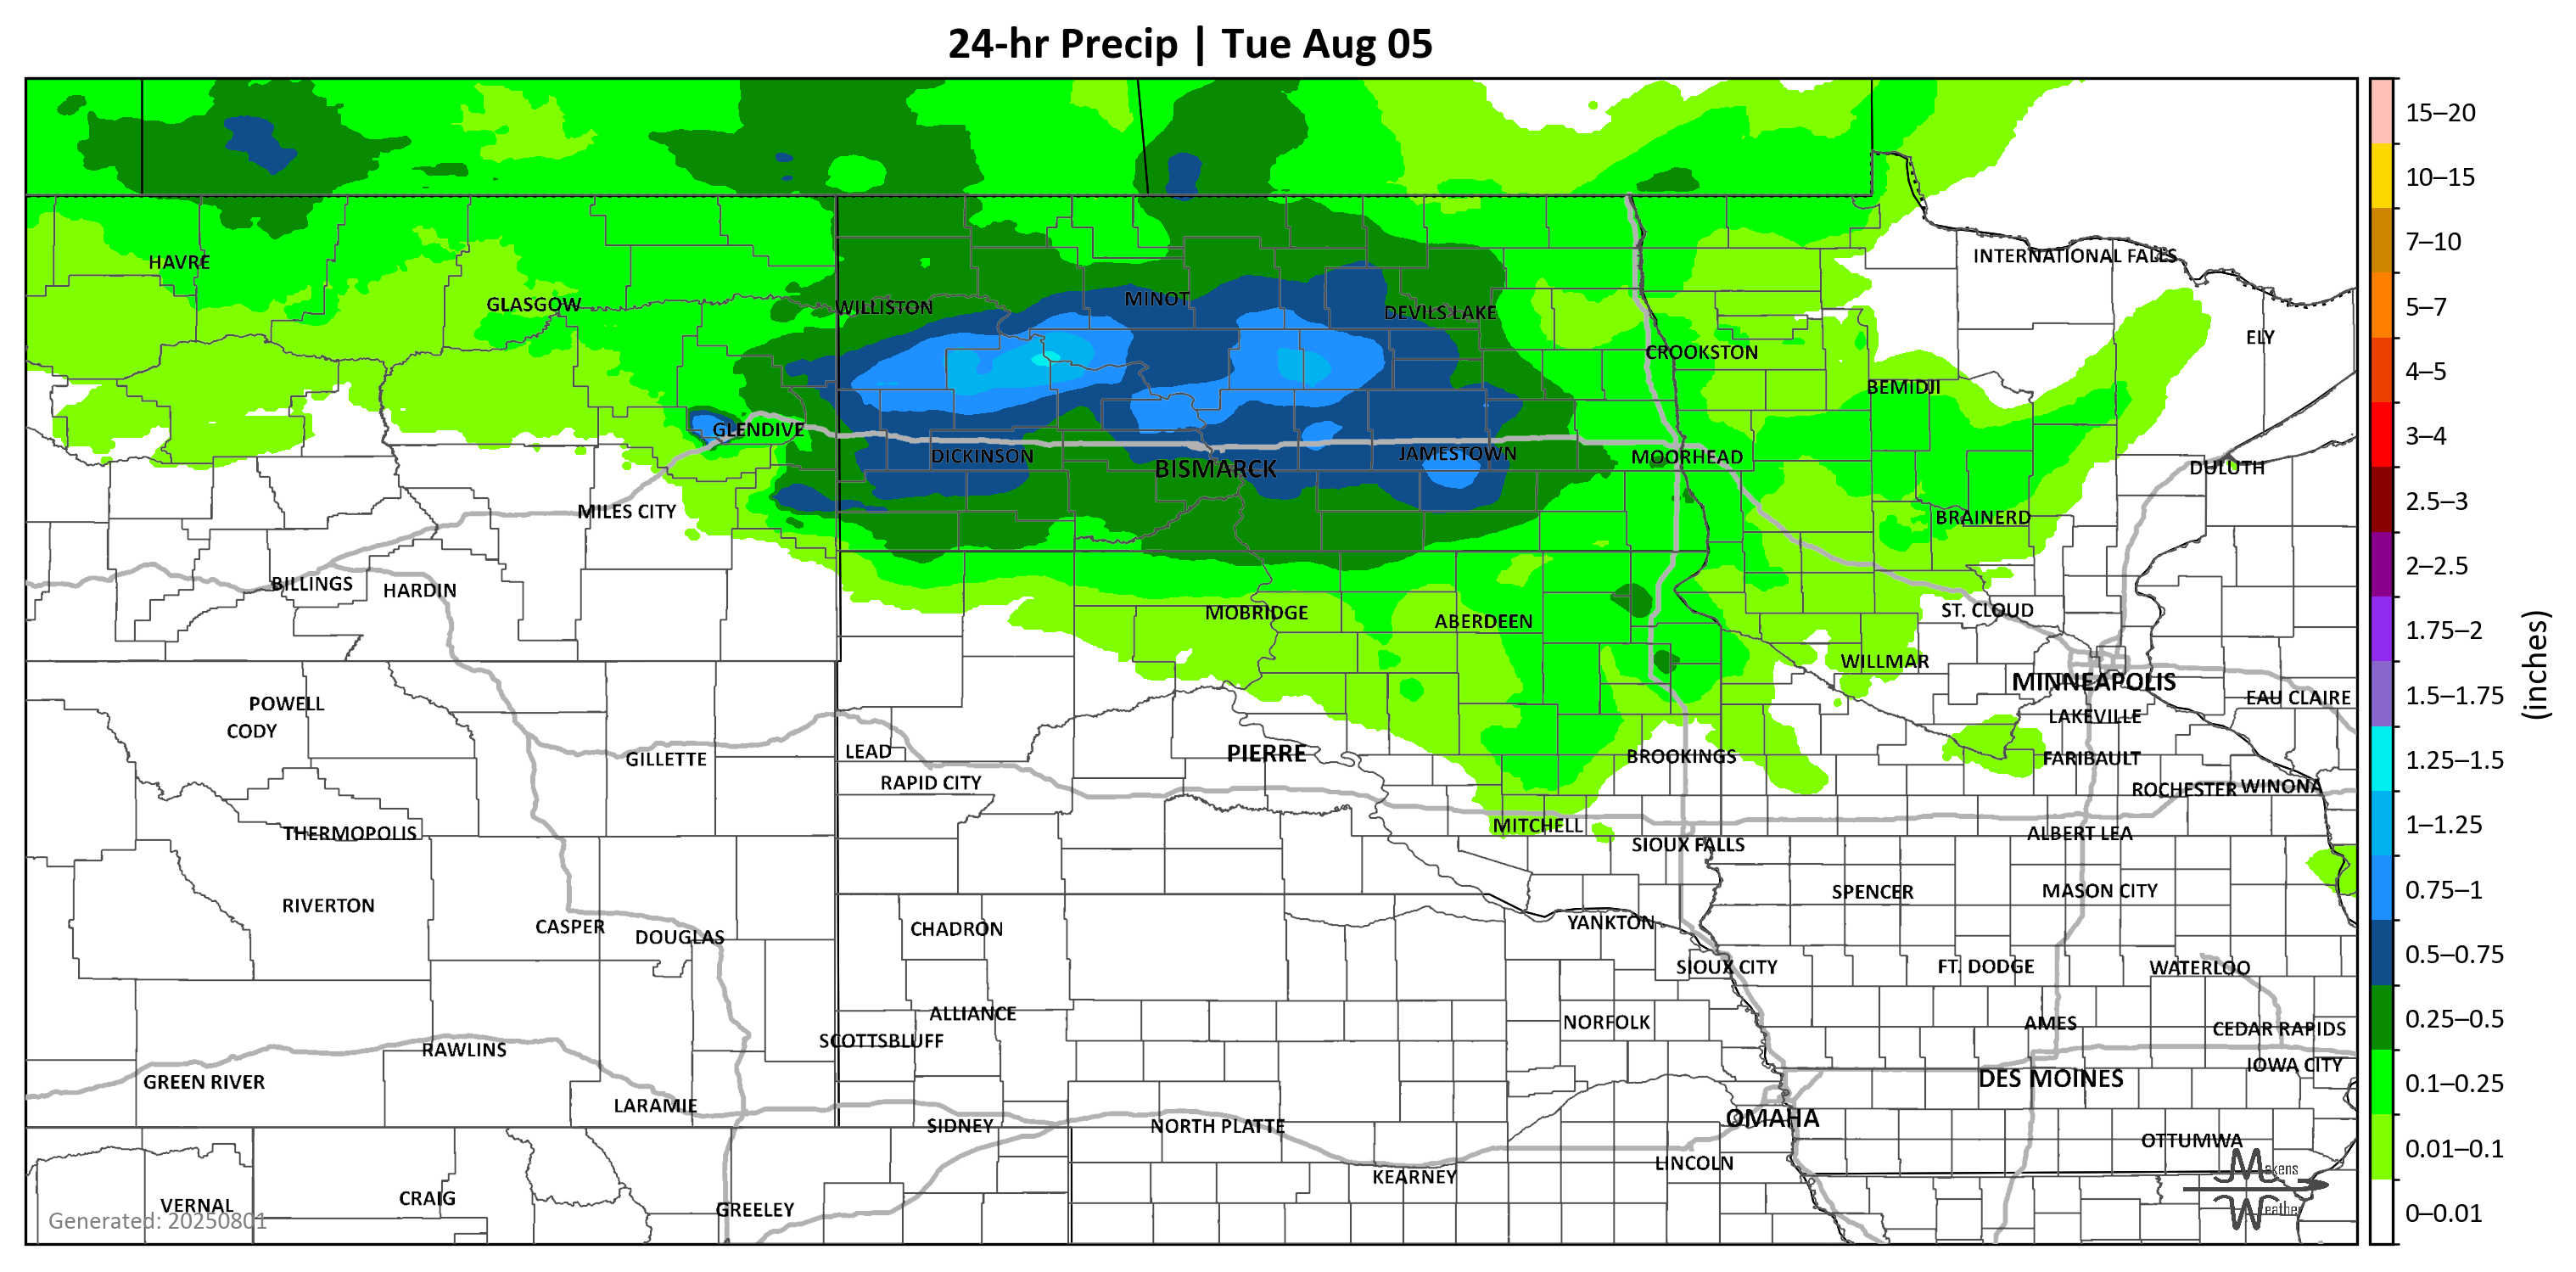 24-hr Precip | Tue Aug 05
15–20
10–15
7–10
5–7
4–5
3–4
2.5–3
2–2.5
1.75–2
1.5–1.75
1.25–1.5
1–1.25
0.75–1
0.5–0.75
0.25–0.5
0.1–0.25
0.01–0.1
0–0.01
(inches)
HAVRE
INTERNATIONAL FALLS
GLASGOW
WILLISTON
MINOT
DEVILS LAKE
ELY
CROOKSTON
BEMIDJI
GLENDIVE
DICKINSON
BISMARCK
JAMESTOWN
MOORHEAD
DULUTH
MILES CITY
BRAINERD
BILLINGS
HARDIN
MOBRIDGE
ABERDEEN
ST. CLOUD
WILLMAR
MINNEAPOLIS
EAU CLAIRE
POWELL
CODY
LAKEVILLE
GILLETTE
LEAD
PIERRE
BROOKINGS
FARIBAULT
RAPID CITY
ROCHESTER
WINONA
THERMOPOLIS
MITCHELL
ALBERT LEA
SIOUX FALLS
RIVERTON
SPENCER
MASON CITY
CASPER
DOUGLAS
CHADRON
YANKTON
SIOUX CITY
FT. DODGE
WATERLOO
ALLIANCE
NORFOLK
AMES
CEDAR RAPIDS
SCOTTSBLUFF
RAWLINS
IOWA CITY
GREEN RIVER
DES MOINES
LARAMIE
SIDNEY
NORTH PLATTE
OMAHA
OTTUMWA
LINCOLN
KEARNEY
VERNAL
CRAIG
GREELEY
Generated: 20250801
Makens
Weather